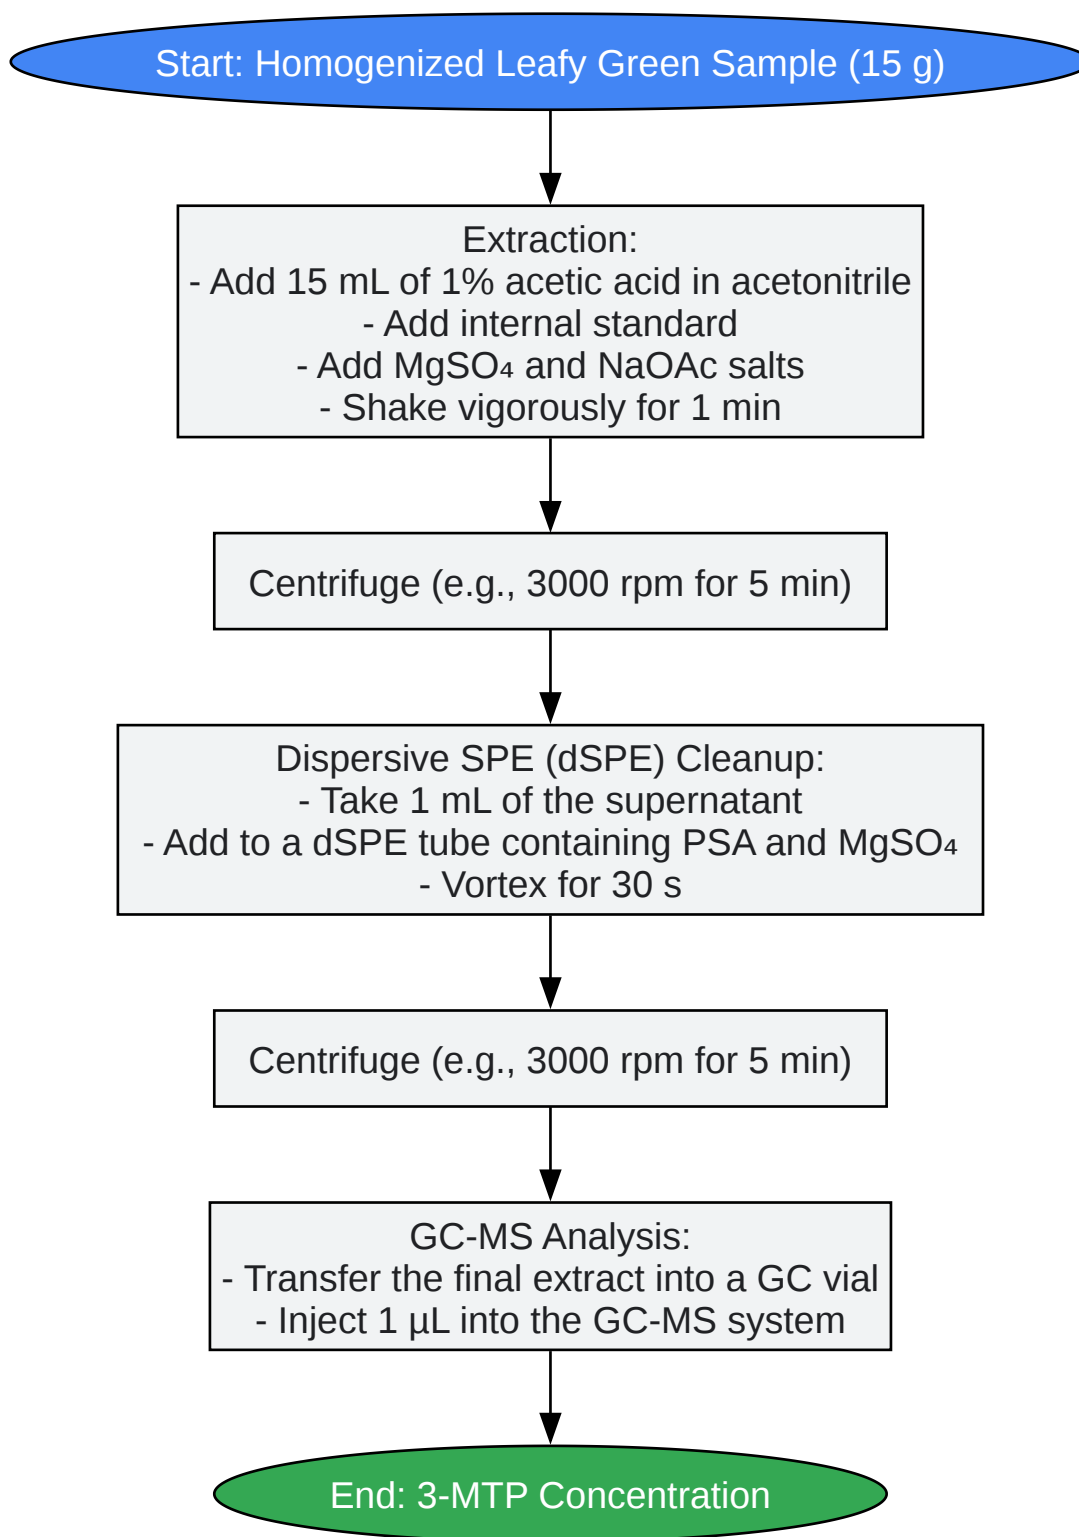 Start: Homogenized Leafy Green Sample (15 g)
Extraction:
- Add 15 mL of 1% acetic acid in acetonitrile
- Add internal standard
- Add MgSO₄ and NaOAc salts
- Shake vigorously for 1 min
Centrifuge (e.g., 3000 rpm for 5 min)
Dispersive SPE (dSPE) Cleanup:
- Take 1 mL of the supernatant
- Add to a dSPE tube containing PSA and MgSO₄
- Vortex for 30 s
Centrifuge (e.g., 3000 rpm for 5 min)
GC-MS Analysis:
- Transfer the final extract into a GC vial
- Inject 1 µL into the GC-MS system
End: 3-MTP Concentration